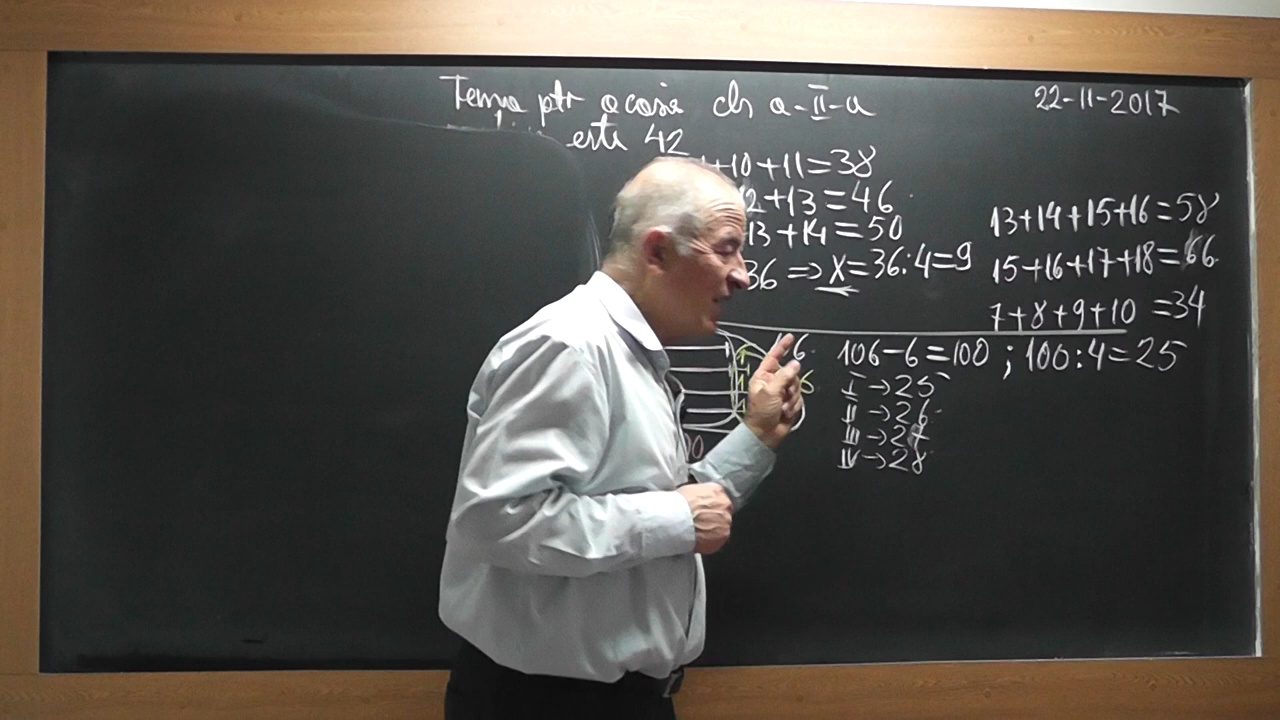 Tema ptr acasă cls a-II-a
22-11-2017
este 42
+10+11=38
2+13=46
13+14=50
36 => X=36:4=9
13+14+15+16=58
15+16+17+18=66
7+8+9+10=34
106-6=100 ; 100:4=25
I→25
II→26
III→27
IV→28